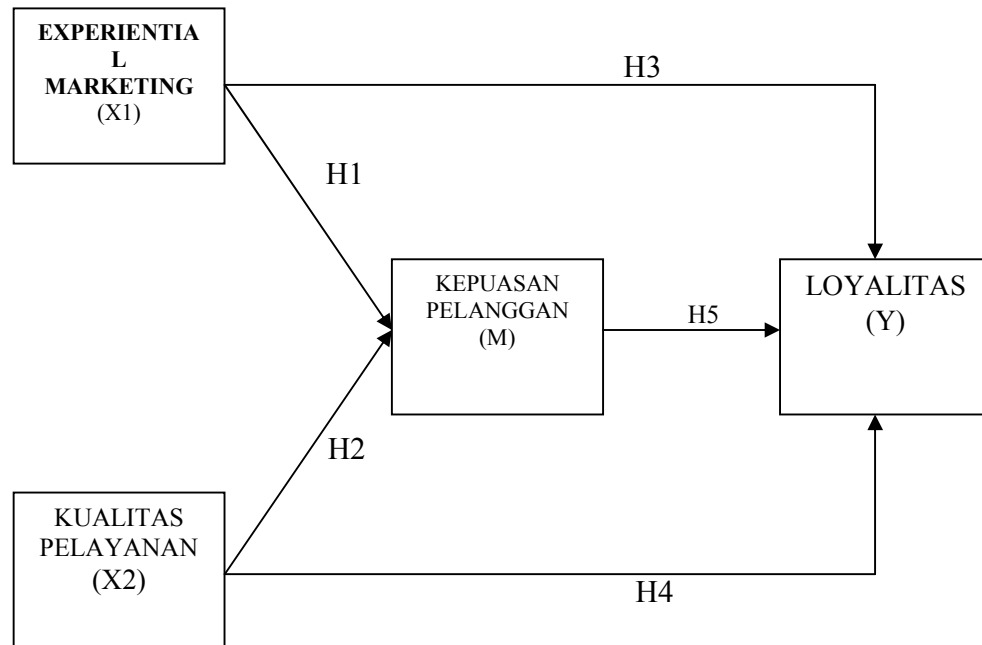 EXPERIENTIA
L
MARKETING
(X1)
H3
H1
KEPUASAN
PELANGGAN
(M)
H5
LOYALITAS
(Y)
H2
KUALITAS
PELAYANAN
(X2)
H4